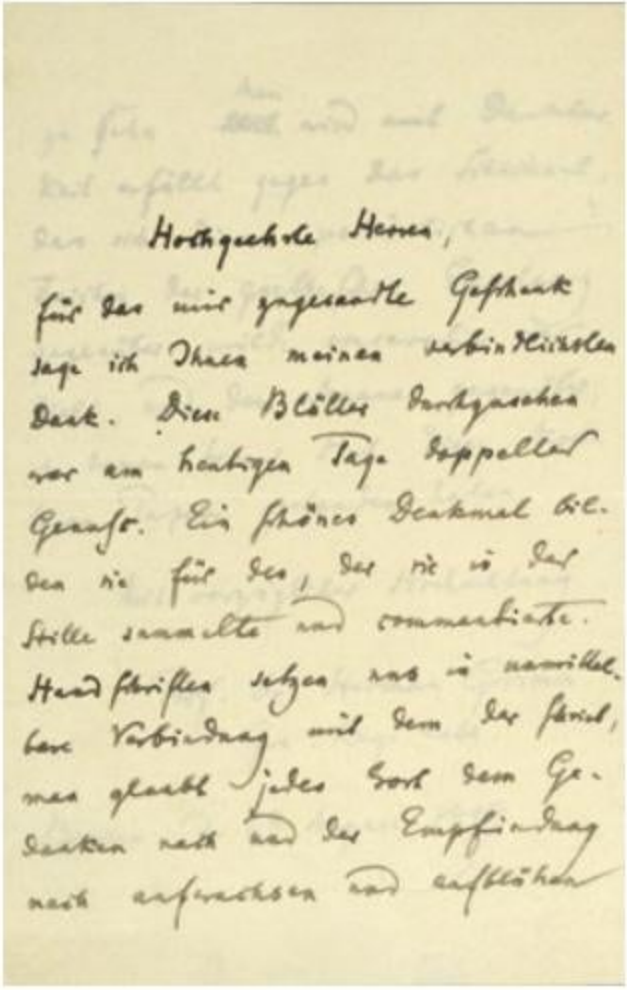 Hochgeehrte Herren,
für das mir zugesandte Geschenk
sage ich Ihnen meinen verbindlichsten
Dank. Diese Blätter durchzusehen
war am heutigen Tage doppelter
Genuss. Ein schönes Denkmal bil-
den sie für den, der sie in der
Stille sammelte und commentirte.
Handschriften setzen uns in unmittel-
bare Verbindung mit dem der schrieb,
man glaubt jedes Wort dem Ge-
danken nach und der Empfindung
nach aufwachsen und aufblühen